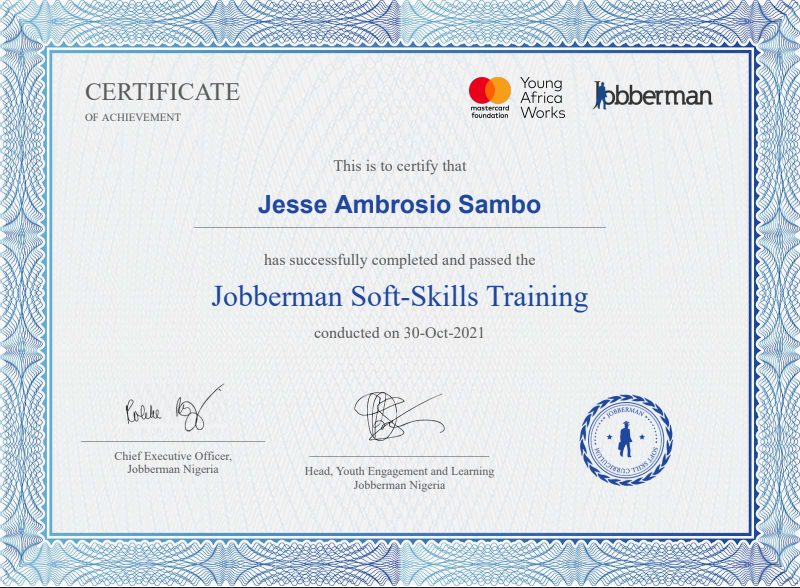 CERTIFICATE
OF ACHIEVEMENT
mastercard
foundation
Young
Africa
Works
Jobberman
This is to certify that
Jesse Ambrosio Sambo
has successfully completed and passed the
Jobberman Soft-Skills Training
conducted on 30-Oct-2021
Chief Executive Officer,
Jobberman Nigeria
Head, Youth Engagement and Learning
Jobberman Nigeria
JOBBERMAN
SOFT SKILL CURRICULUM